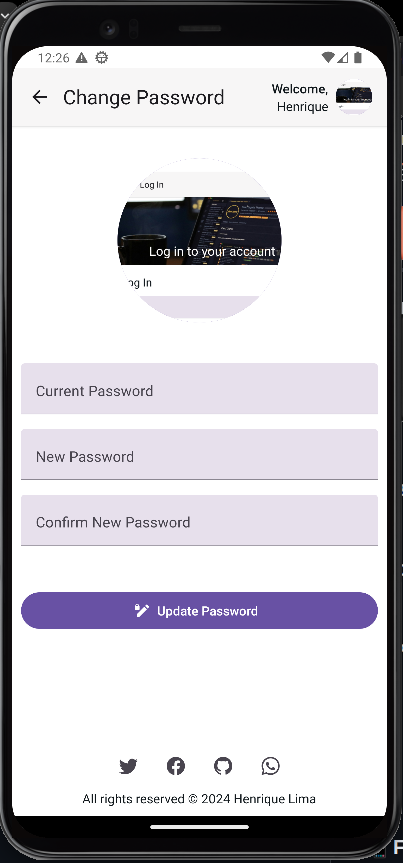 12:26
Change Password
Welcome,
Henrique
Log In
Log in to your account
og In
Current Password
New Password
Confirm New Password
Update Password
All rights reserved © 2024 Henrique Lima